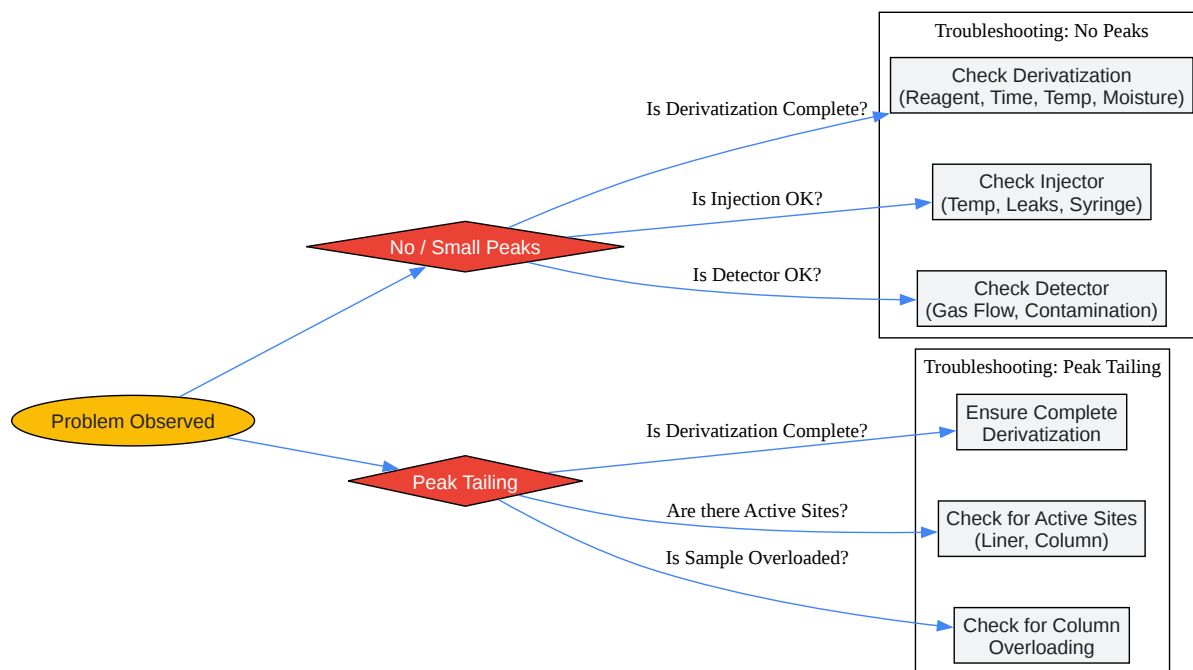 Troubleshooting: No Peaks
Check Derivatization
(Reagent, Time, Temp, Moisture)
Is Derivatization Complete?
Check Injector
(Temp, Leaks, Syringe)
Is Injection OK?
No / Small Peaks
Is Detector OK?
Check Detector
(Gas Flow, Contamination)
Troubleshooting: Peak Tailing
Problem Observed
Is Derivatization Complete?
Ensure Complete
Derivatization
Peak Tailing
Are there Active Sites?
Check for Active Sites
(Liner, Column)
Is Sample Overloaded?
Check for Column
Overloading